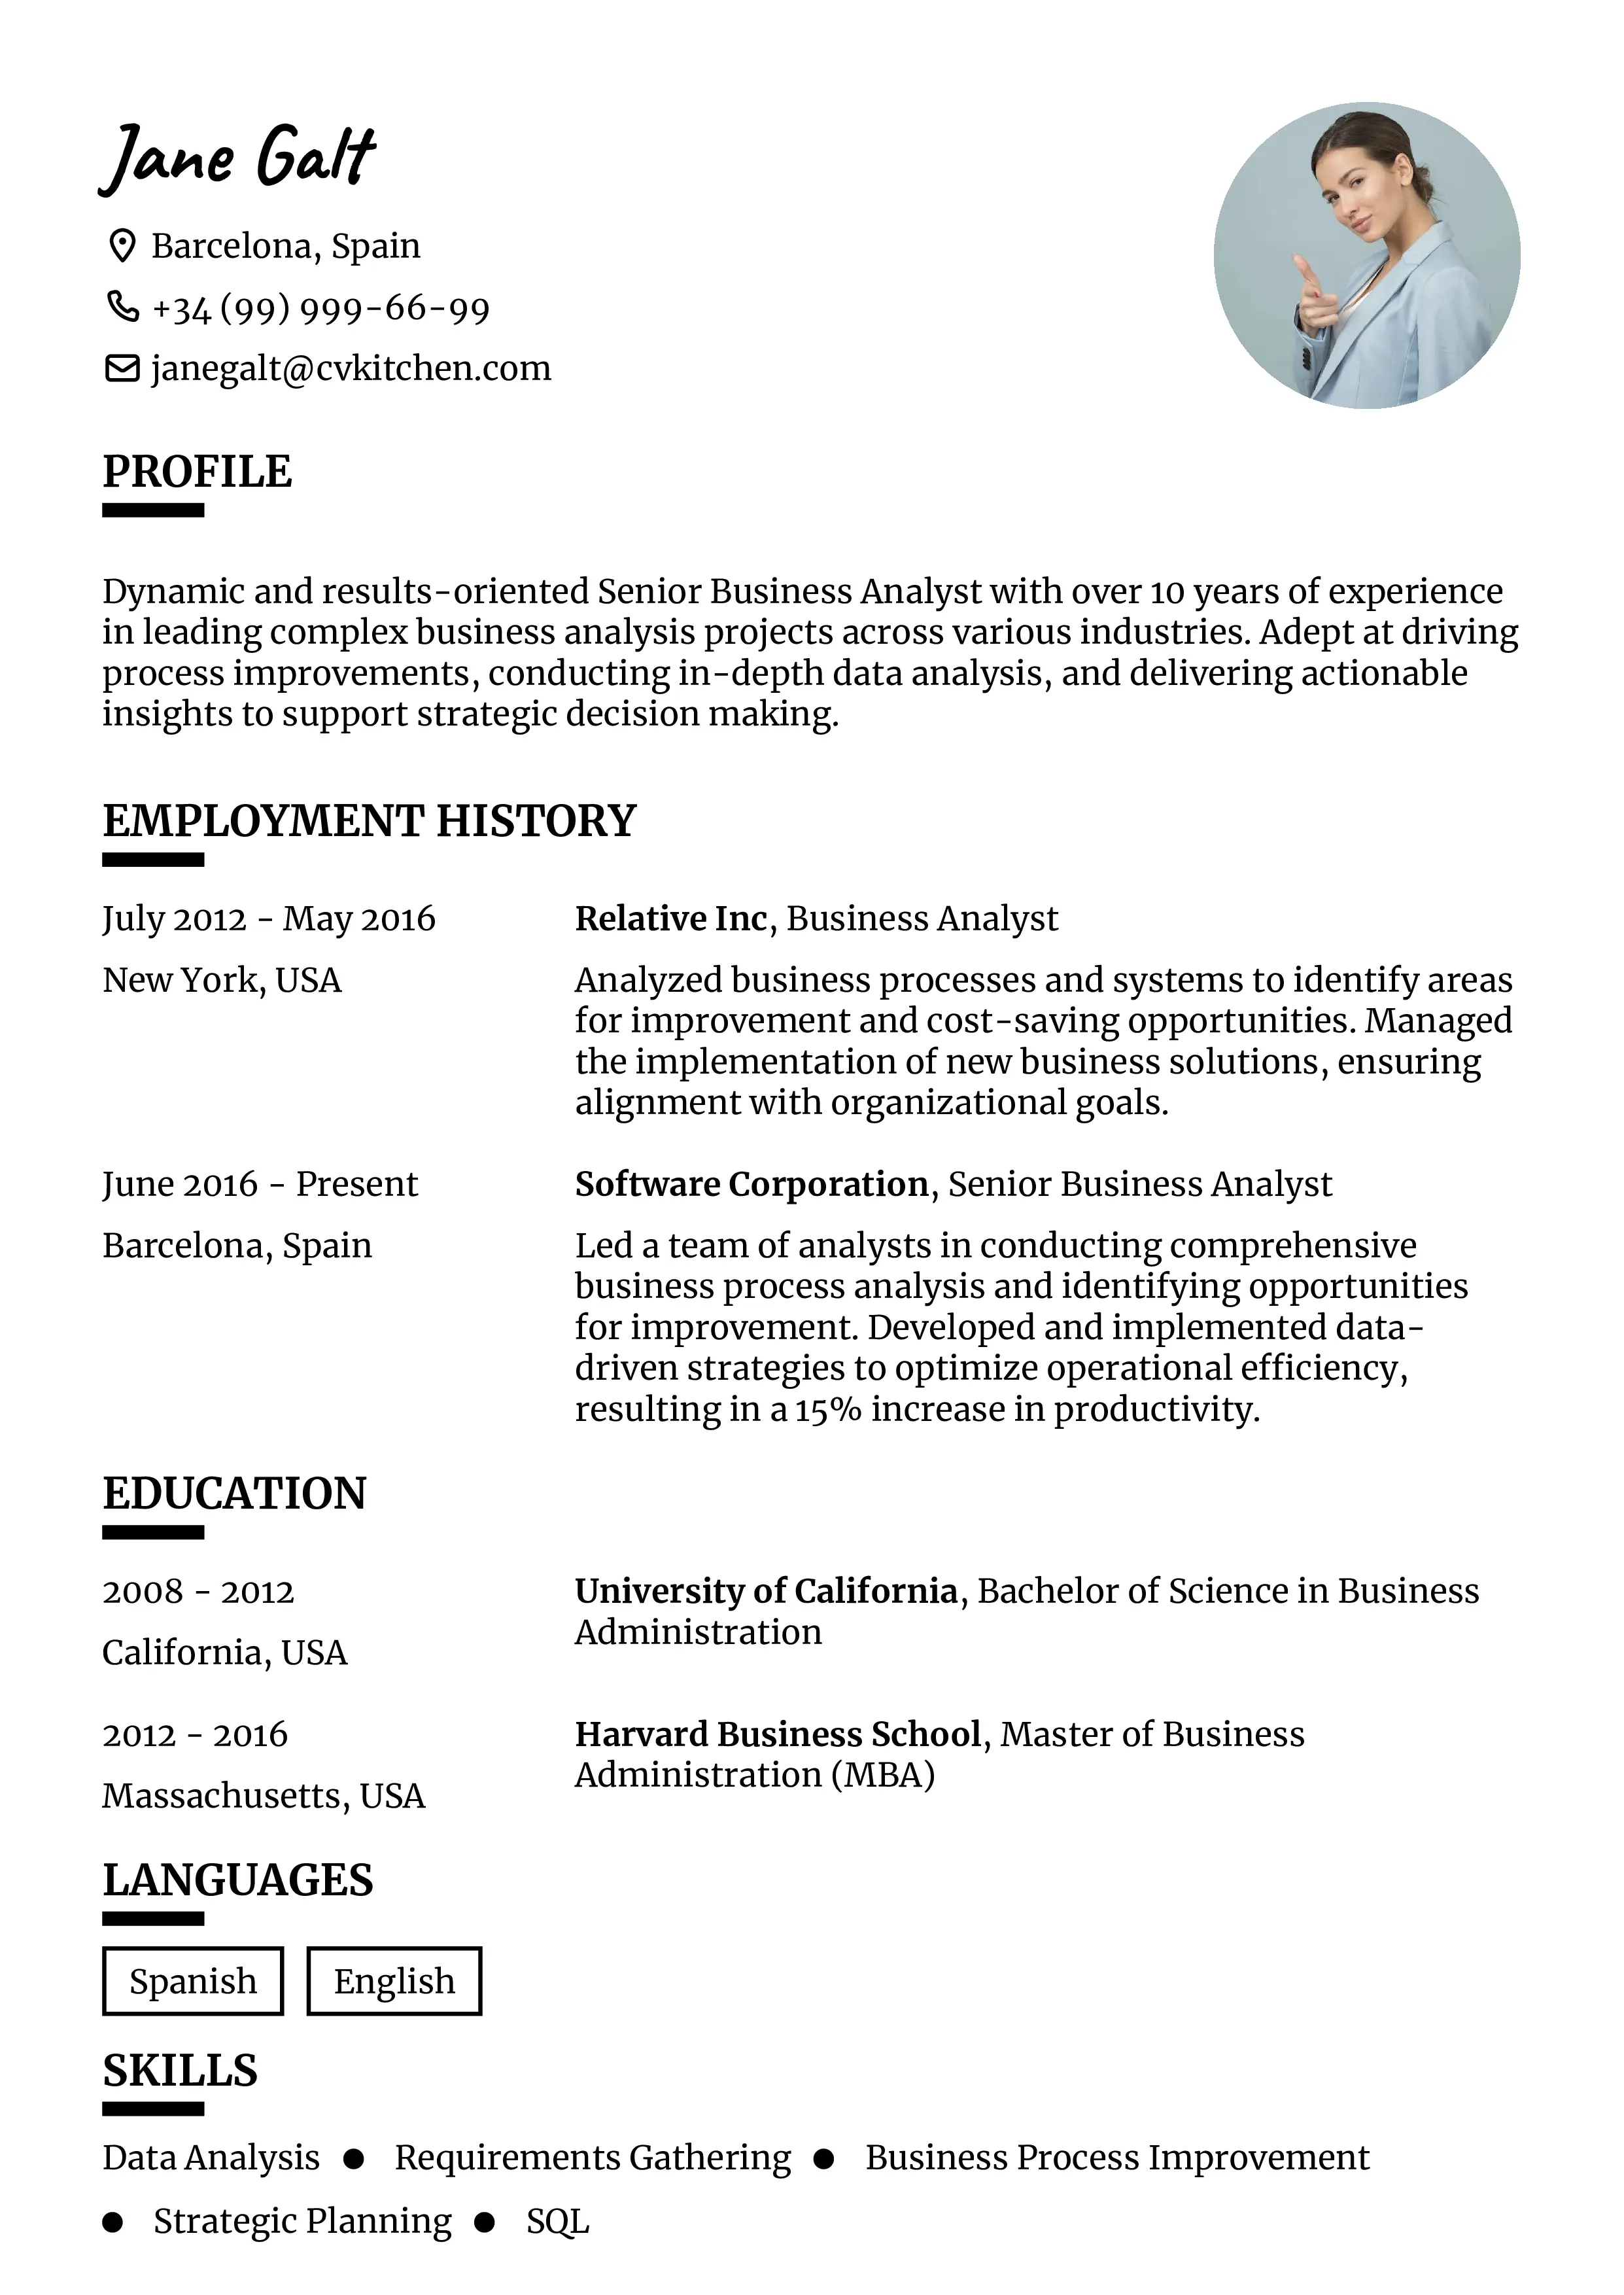 Jane Galt
Barcelona, Spain
+34 (99) 999-66-99
janegalt@cvkitchen.com
PROFILE
Dynamic and results-oriented Senior Business Analyst with over 10 years of experience
in leading complex business analysis projects across various industries. Adept at driving
process improvements, conducting in-depth data analysis, and delivering actionable
insights to support strategic decision making.
EMPLOYMENT HISTORY
July 2012 - May 2016
New York, USA
Relative Inc, Business Analyst
Analyzed business processes and systems to identify areas
for improvement and cost-saving opportunities. Managed
the implementation of new business solutions, ensuring
alignment with organizational goals.
June 2016 - Present
Barcelona, Spain
Software Corporation, Senior Business Analyst
Led a team of analysts in conducting comprehensive
business process analysis and identifying opportunities
for improvement. Developed and implemented data-
driven strategies to optimize operational efficiency,
resulting in a 15% increase in productivity.
EDUCATION
2008 - 2012
California, USA
University of California, Bachelor of Science in Business
Administration
2012 - 2016
Massachusetts, USA
Harvard Business School, Master of Business
Administration (MBA)
LANGUAGES
Spanish English
SKILLS
Data Analysis ● Requirements Gathering ● Business Process Improvement
● Strategic Planning ● SQL